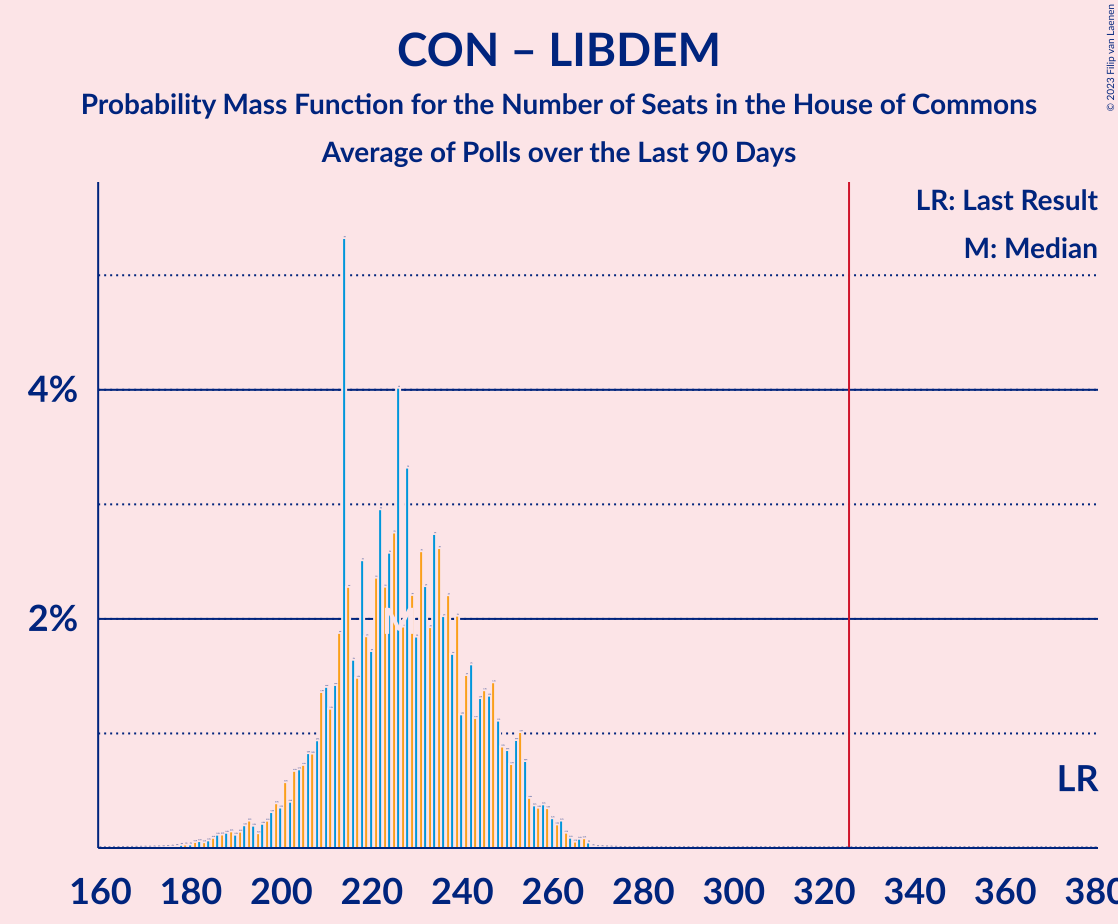 CON – LIBDEM
Probability Mass Function for the Number of Seats in the House of Commons
Average of Polls over the Last 90 Days
© 2023 Filip van Laenen
LR: Last Result
M: Median
4%
2%
LR
160 180 200 220 240 260 280 300 320 340 360 380